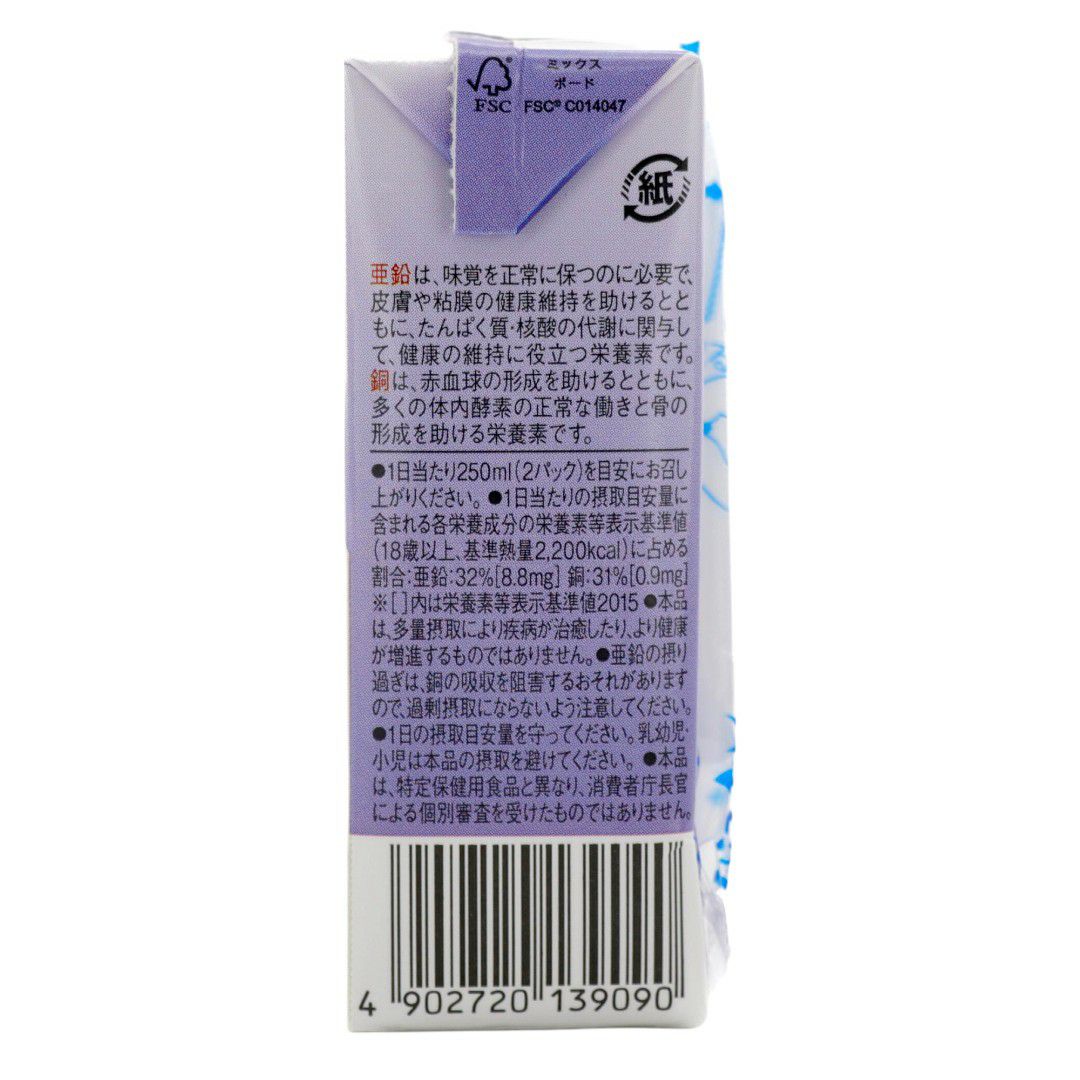 ミックス
ボード
FSC
FSC® C014047
紙
亜鉛は、味覚を正常に保つのに必要で、
皮膚や粘膜の健康維持を助けるとと
もに、たんぱく質・核酸の代謝に関与し
て、健康の維持に役立つ栄養素です。
銅は、赤血球の形成を助けるとともに、
多くの体内酵素の正常な働きと骨の
形成を助ける栄養素です。
●1日当たり250ml(2パック)を目安にお召し
上がりください。●1日当たりの摂取目安量に
含まれる各栄養成分の栄養素等表示基準値
(18歳以上、基準熱量2,200kcal)に占める
割合:亜鉛:32%[8.8mg] 銅:31%[0.9mg]
※[ ]内は栄養素等表示基準値2015 ●本品
は、多量摂取により疾病が治癒したり、より健康
が増進するものではありません。●亜鉛の摂り
過ぎは、銅の吸収を阻害するおそれがあります
ので、過剰摂取にならないよう注意してください。
●1日の摂取目安量を守ってください。乳幼児・
小児は本品の摂取を避けてください。●本品
は、特定保健用食品と異なり、消費者庁長官
による個別審査を受けたものではありません。
4 902720 139090